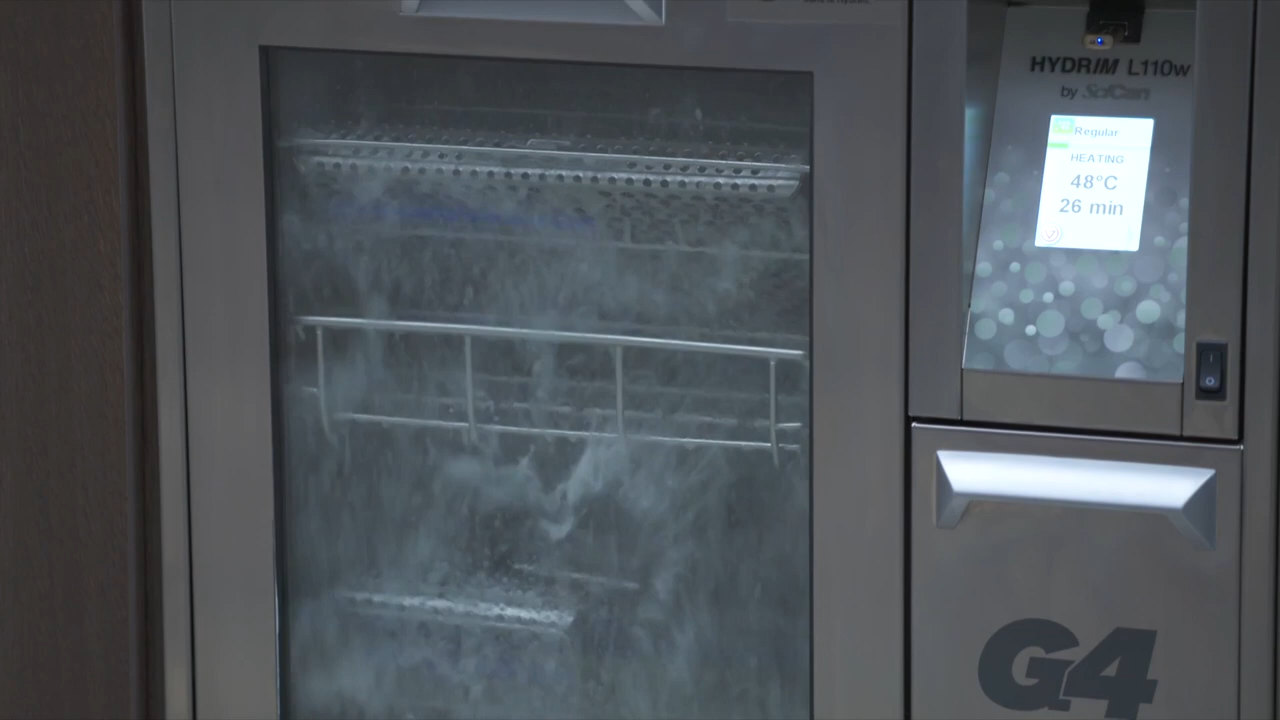 HYDRIM L110w
by SciCan
Regular
HEATING
48°C
26 min
G4